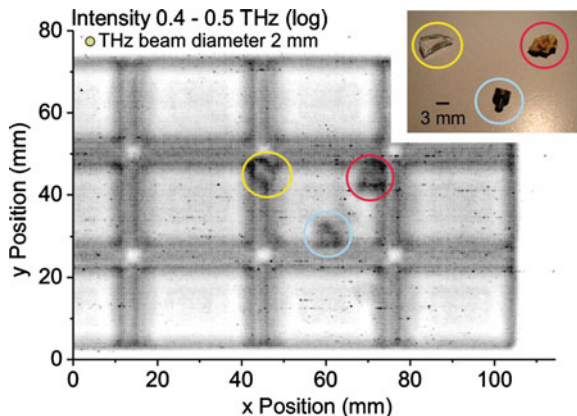 Intensity 0.4 - 0.5 THz (log)
THz beam diameter 2 mm
3 mm
80
60
40
20
0
y Position (mm)
0 20 40 60 80 100
x Position (mm)